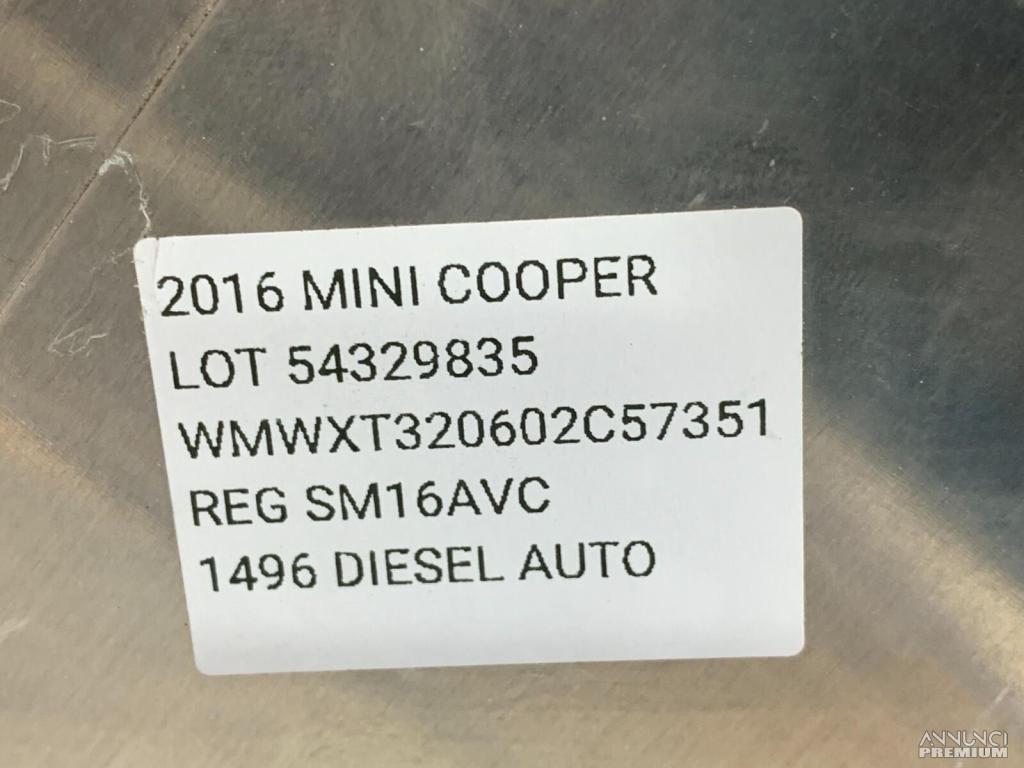 2016 MINI COOPER
LOT 54329835
WMWXT320602C57351
REG SM16AVC
1496 DIESEL AUTO
ANNUNCI
PREMIUM